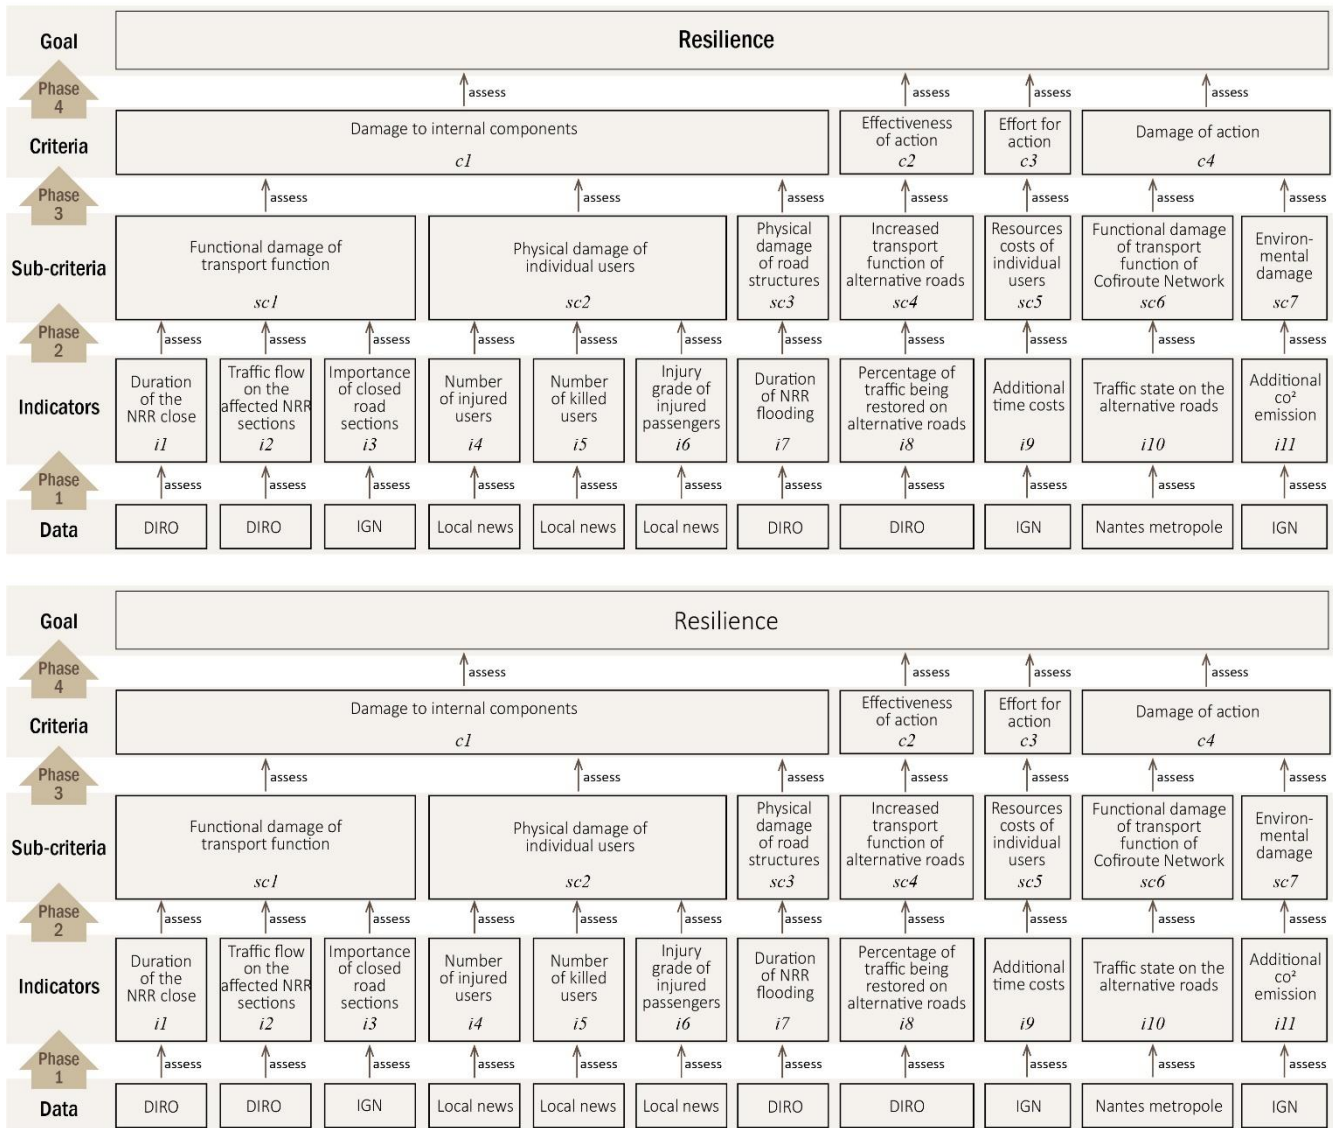 Goal
Resilience
Phase
4
assess
assess
assess
assess
Criteria
Damage to internal components
c1
Effectiveness
of action
c2
Effort for
action
c3
Damage of action
c4
Phase
3
assess
assess
assess
assess
assess
assess
assess
Sub-criteria
Functional damage of
transport function
sc1
Physical damage of
individual users
sc2
Physical
damage
of road
structures
sc3
Increased
transport
function of
alternative roads
sc4
Resources
costs of
individual
users
sc5
Functional damage
of transport
function of
Cofiroute Network
sc6
Environ-
mental
damage
sc7
Phase
2
assess
assess
assess
assess
assess
assess
assess
assess
assess
assess
assess
Indicators
Duration
of the
NRR close
i1
Traffic flow
on the
affected NRR
sections
i2
Importance
of closed
road
sections
i3
Number
of injured
users
i4
Number
of killed
users
i5
Injury
grade of
injured
passengers
i6
Duration
of NRR
flooding
i7
Percentage of
traffic being
restored on
alternative roads
i8
Additional
time costs
i9
Traffic state on the
alternative roads
i10
Additional
co²
emission
i11
Phase
1
assess
assess
assess
assess
assess
assess
assess
assess
assess
assess
assess
Data
DIRO
DIRO
IGN
Local news
Local news
Local news
DIRO
DIRO
IGN
Nantes metropole
IGN
Goal
Resilience
Phase
4
assess
assess
assess
assess
Criteria
Damage to internal components
c1
Effectiveness
of action
c2
Effort for
action
c3
Damage of action
c4
Phase
3
assess
assess
assess
assess
assess
assess
assess
Sub-criteria
Functional damage of
transport function
sc1
Physical damage of
individual users
sc2
Physical
damage
of road
structures
sc3
Increased
transport
function of
alternative roads
sc4
Resources
costs of
individual
users
sc5
Functional damage
of transport
function of
Cofiroute Network
sc6
Environ-
mental
damage
sc7
Phase
2
assess
assess
assess
assess
assess
assess
assess
assess
assess
assess
assess
Indicators
Duration
of the
NRR close
i1
Traffic flow
on the
affected NRR
sections
i2
Importance
of closed
road
sections
i3
Number
of injured
users
i4
Number
of killed
users
i5
Injury
grade of
injured
passengers
i6
Duration
of NRR
flooding
i7
Percentage of
traffic being
restored on
alternative roads
i8
Additional
time costs
i9
Traffic state on the
alternative roads
i10
Additional
co²
emission
i11
Phase
1
assess
assess
assess
assess
assess
assess
assess
assess
assess
assess
assess
Data
DIRO
DIRO
IGN
Local news
Local news
Local news
DIRO
DIRO
IGN
Nantes metropole
IGN